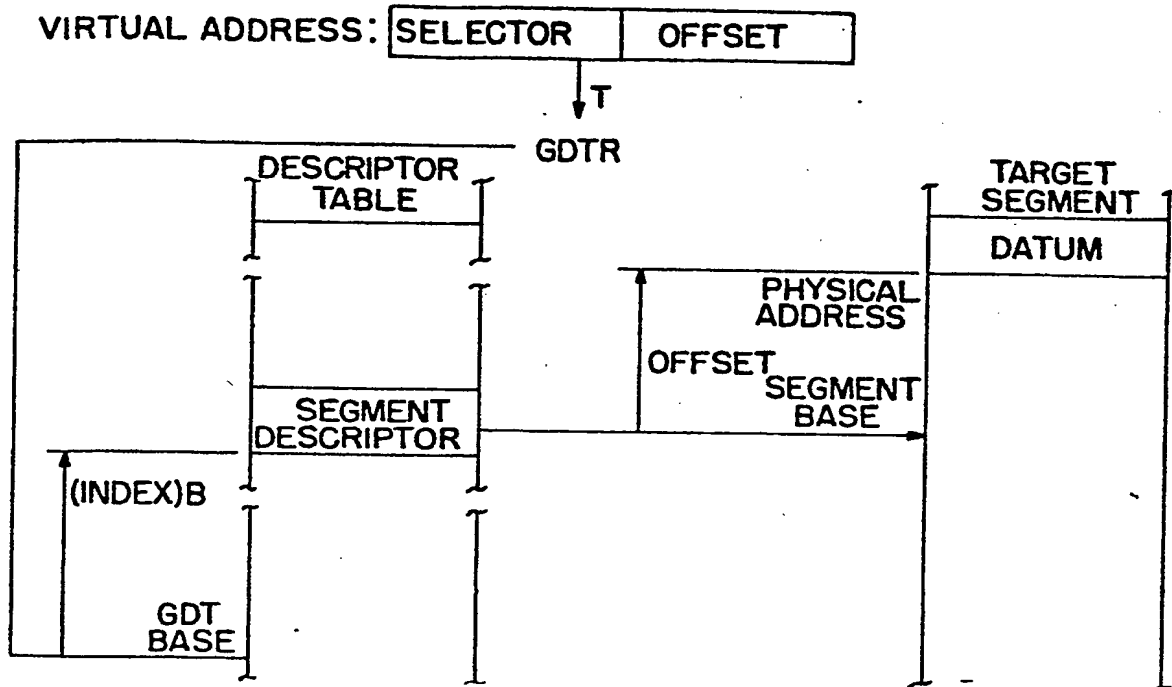 VIRTUAL ADDRESS: SELECTOR OFFSET
T
GDTR
DESCRIPTOR
TABLE
TARGET
SEGMENT
DATUM
PHYSICAL
ADDRESS
OFFSET
SEGMENT
BASE
SEGMENT
DESCRIPTOR
(INDEX)B
GDT
BASE